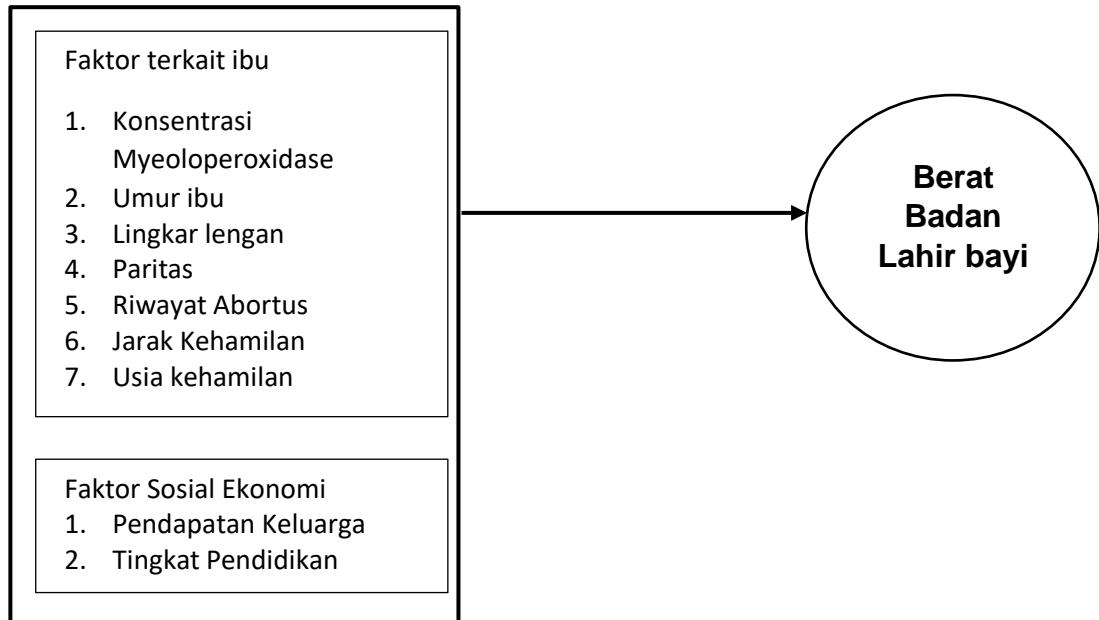 Faktor terkait ibu
1. Konsentrasi
Myeoloperoxidase
2. Umur ibu
3. Lingkar lengan
4. Paritas
5. Riwayat Abortus
6. Jarak Kehamilan
7. Usia kehamilan
Faktor Sosial Ekonomi
1. Pendapatan Keluarga
2. Tingkat Pendidikan
Berat
Badan
Lahir bayi